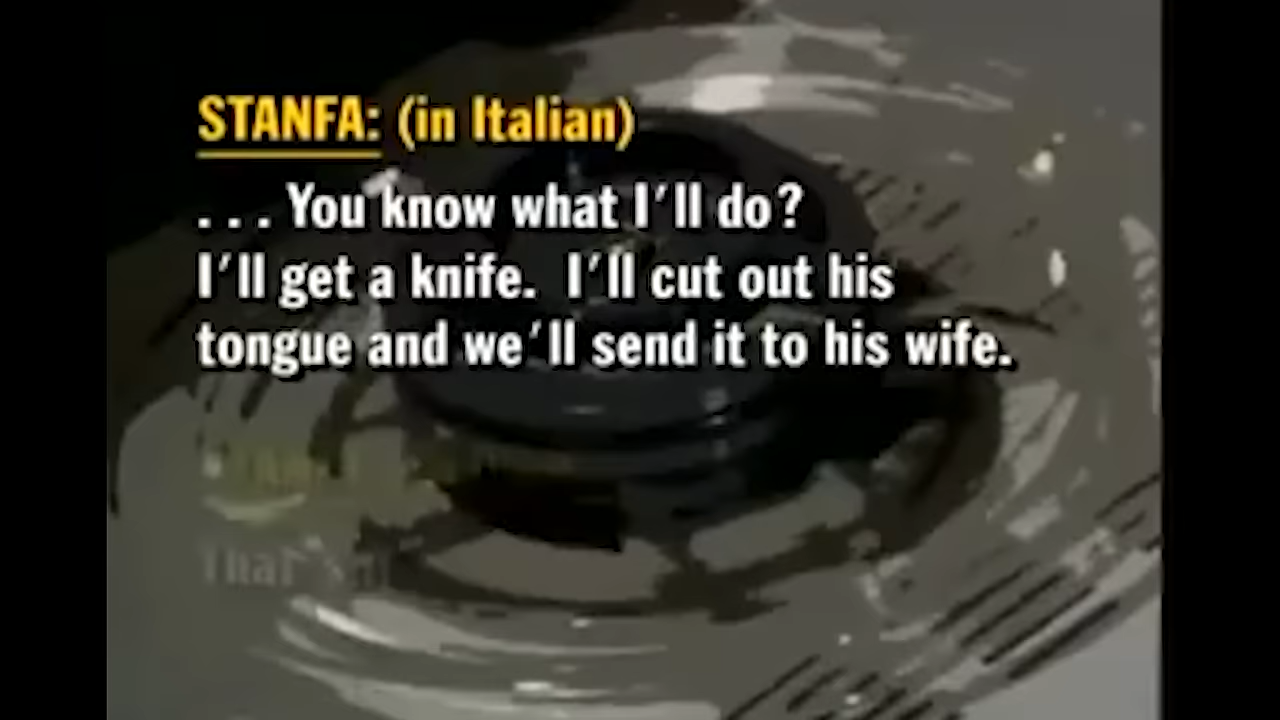 STANFA: (in Italian)
. . . You know what I'll do?
I'll get a knife. I'll cut out his
tongue and we'll send it to his wife.